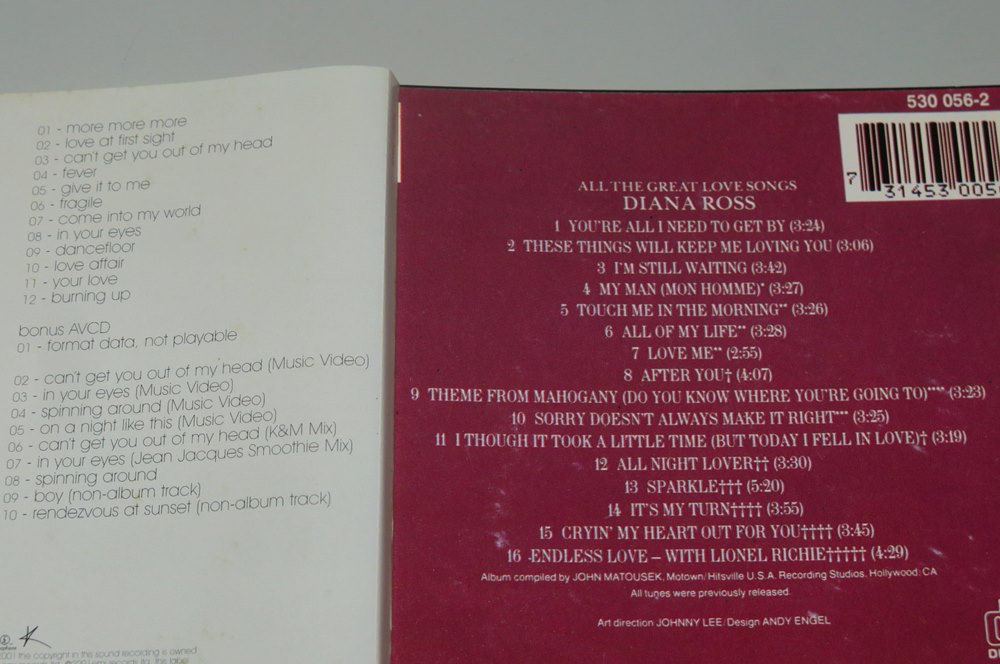 01 - more more more
02 - love at first sight
03 - can't get you out of my head
04 - fever
05 - give it to me
06 - fragile
07 - come into my world
08 - in your eyes
09 - dancefloor
10 - love affair
11 - your love
12 - burning up
bonus AVCD
01 - format data, not playable
02 - can't get you out of my head (Music Video)
03 - in your eyes (Music Video)
04 - spinning around (Music Video)
05 - on a night like this (Music Video)
06 - can't get you out of my head (K&M Mix)
07 - in your eyes (Jean Jacques Smoothie Mix)
08 - spinning around
09 - boy (non-album track)
10 - rendezvous at sunset (non-album track)
the copyright in this sound recording is owned
530 056-2
7 31453 005
ALL THE GREAT LOVE SONGS
DIANA ROSS
1 YOU'RE ALL I NEED TO GET BY (3:24)
2 THESE THINGS WILL KEEP ME LOVING YOU (3:06)
3 I'M STILL WAITING (3:42)
4 MY MAN (MON HOMME)* (3:27)
5 TOUCH ME IN THE MORNING** (3:26)
6 ALL OF MY LIFE** (3:28)
7 LOVE ME** (2:55)
8 AFTER YOU† (4:07)
9 THEME FROM MAHOGANY (DO YOU KNOW WHERE YOU'RE GOING TO)**** (3:23)
10 SORRY DOESN'T ALWAYS MAKE IT RIGHT*** (3:25)
11 I THOUGH IT TOOK A LITTLE TIME (BUT TODAY I FELL IN LOVE)† (3:19)
12 ALL NIGHT LOVER†† (3:30)
13 SPARKLE††† (5:20)
14 IT'S MY TURN†††† (3:55)
15 CRYIN' MY HEART OUT FOR YOU†††† (3:45)
16 ENDLESS LOVE – WITH LIONEL RICHIE††††† (4:29)
Album compiled by JOHN MATOUSEK, Motown/Hitsville U.S.A. Recording Studios, Hollywood, CA
All tunes were previously released.
Art direction JOHNNY LEE/Design ANDY ENGEL